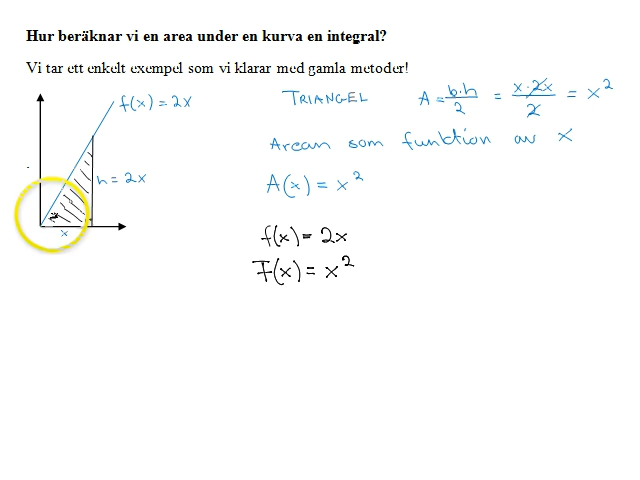 Hur beräknar vi en area under en kurva en integral?
Vi tar ett enkelt exempel som vi klarar med gamla metoder!
f(x) = 2x
TRIANGEL A = b·h/2 = x·2x/2 = x²
Arean som funktion av x
h = 2x
A(x) = x²
x
f(x) = 2x
F(x) = x²